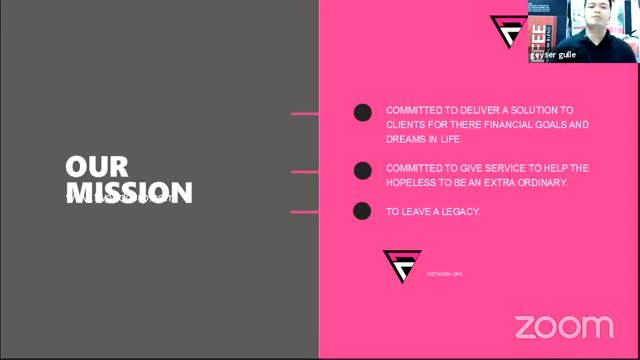 geyser guile
OUR
MISSION
COMMITTED TO DELIVER A SOLUTION TO
CLIENTS FOR THERE FINANCIAL GOALS AND
DREAMS IN LIFE.
COMMITTED TO GIVE SERVICE TO HELP THE
HOPELESS TO BE AN EXTRA ORDINARY.
TO LEAVE A LEGACY.
NETWORK OPC
zoom